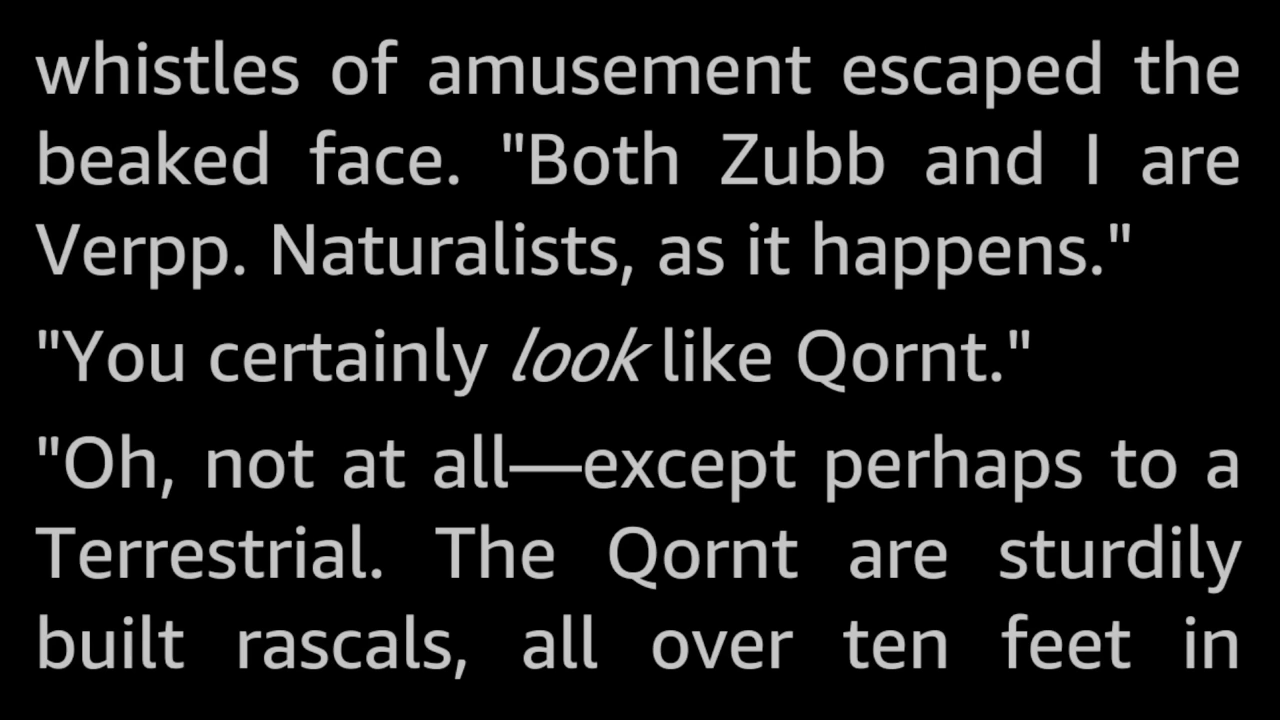 whistles of amusement escaped the
beaked face. "Both Zubb and I are
Verpp. Naturalists, as it happens."
"You certainly look like Qornt."
"Oh, not at all—except perhaps to a
Terrestrial. The Qornt are sturdily
built rascals, all over ten feet in